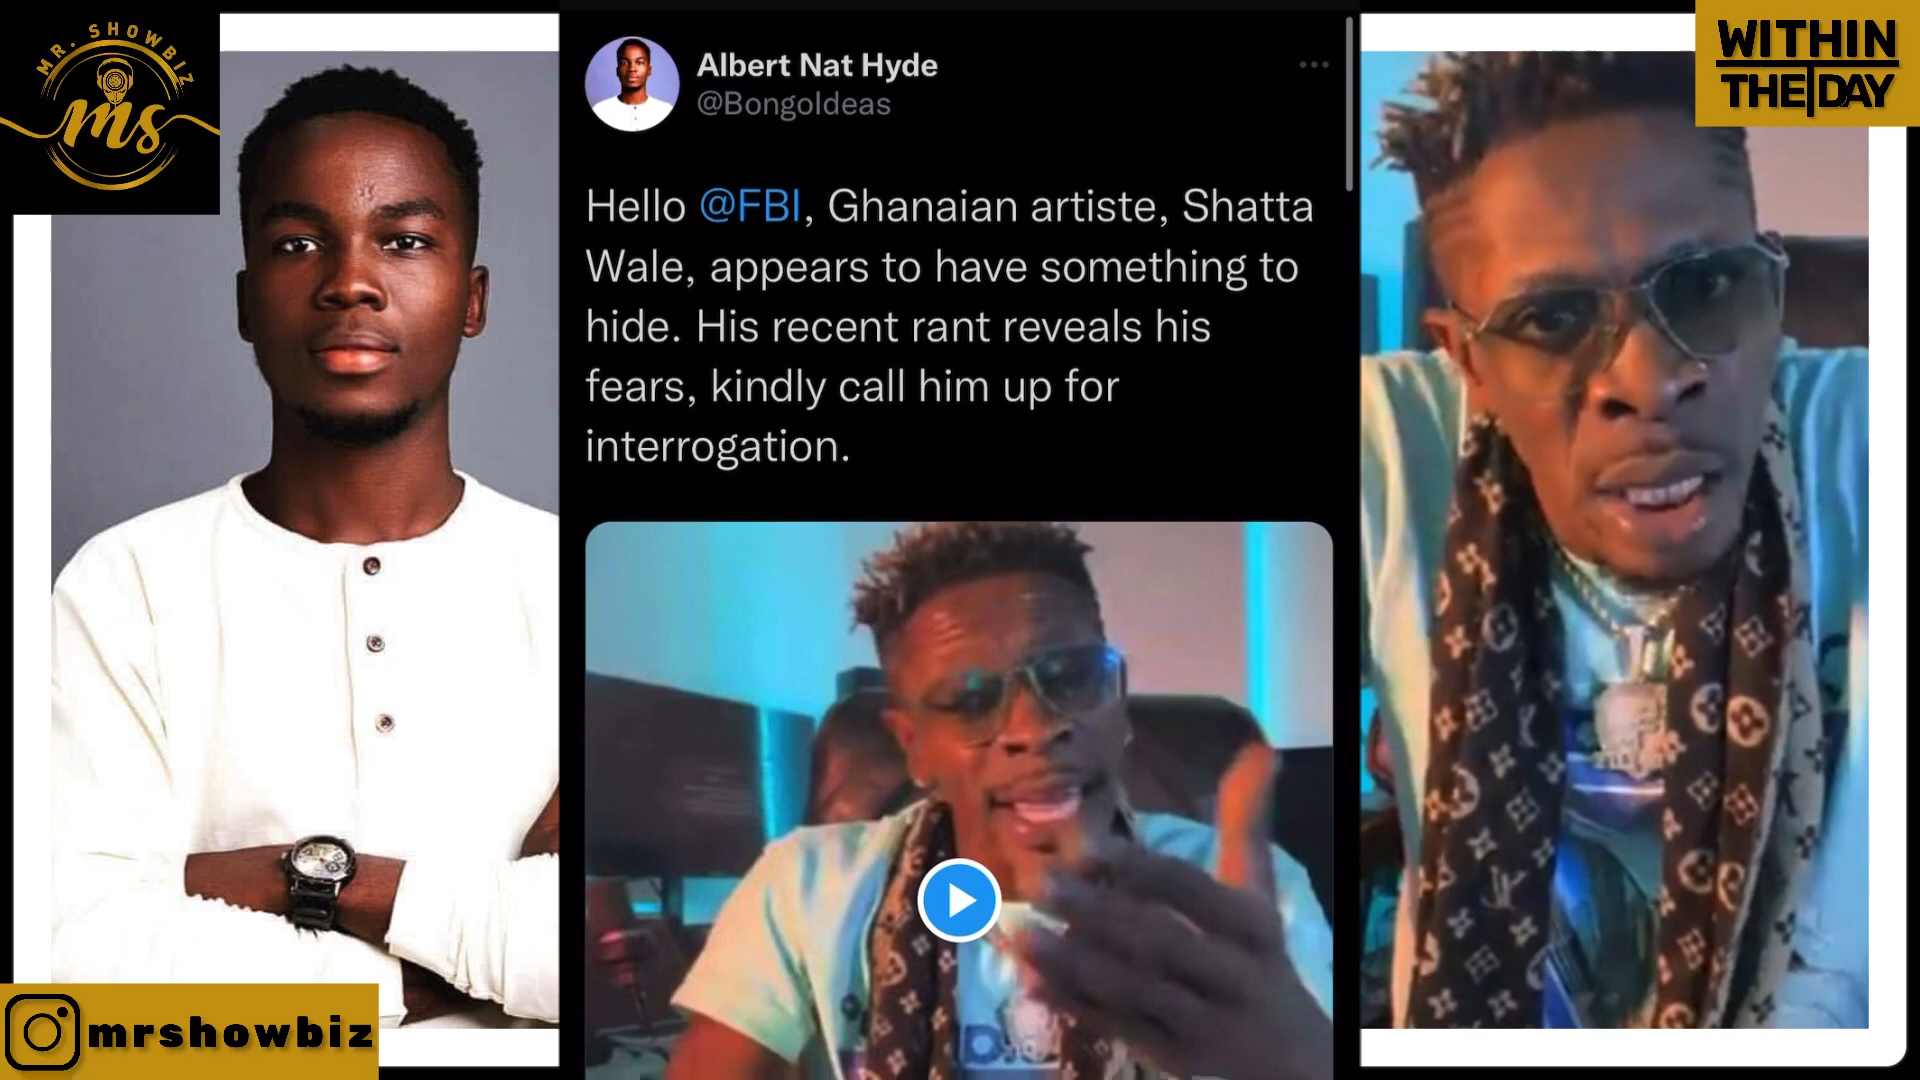 MR. SHOWBIZ
ms
WITHIN
THE DAY
Albert Nat Hyde
@BongoIdeas
Hello @FBI, Ghanaian artiste, Shatta
Wale, appears to have something to
hide. His recent rant reveals his
fears, kindly call him up for
interrogation.
mrshowbiz